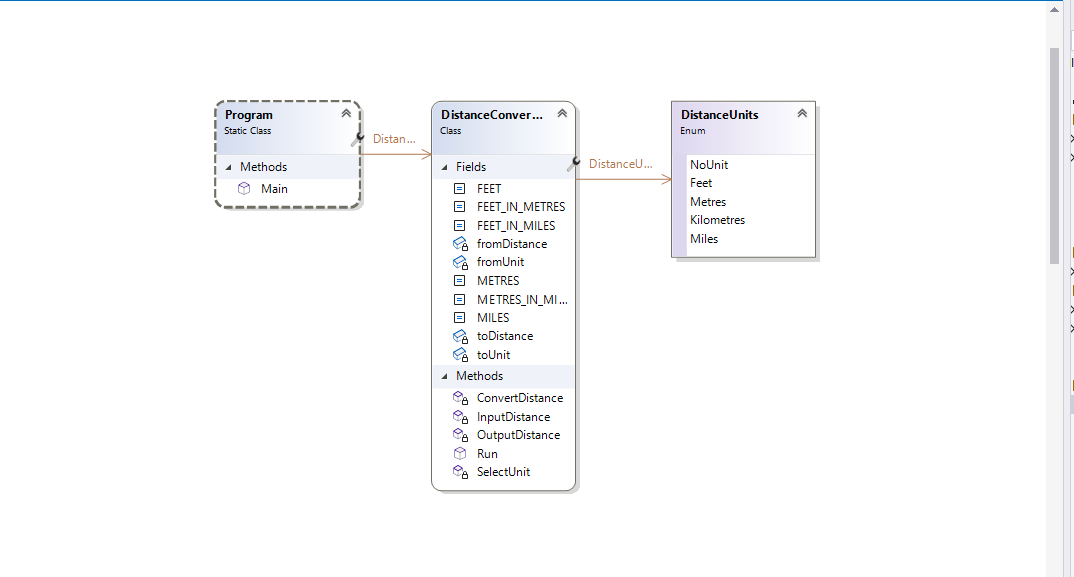 Program
Static Class
Methods
Main
Distan...
DistanceConver...
Class
Fields
FEET
FEET_IN_METRES
FEET_IN_MILES
fromDistance
fromUnit
METRES
METRES_IN_MI...
MILES
toDistance
toUnit
Methods
ConvertDistance
InputDistance
OutputDistance
Run
SelectUnit
DistanceU...
DistanceUnits
Enum
NoUnit
Feet
Metres
Kilometres
Miles